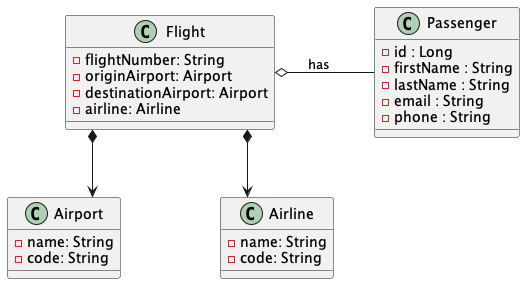 C Flight
flightNumber: String
originAirport: Airport
destinationAirport: Airport
airline: Airline
has
C Passenger
id : Long
firstName : String
lastName : String
email : String
phone : String
C Airport
name: String
code: String
C Airline
name: String
code: String